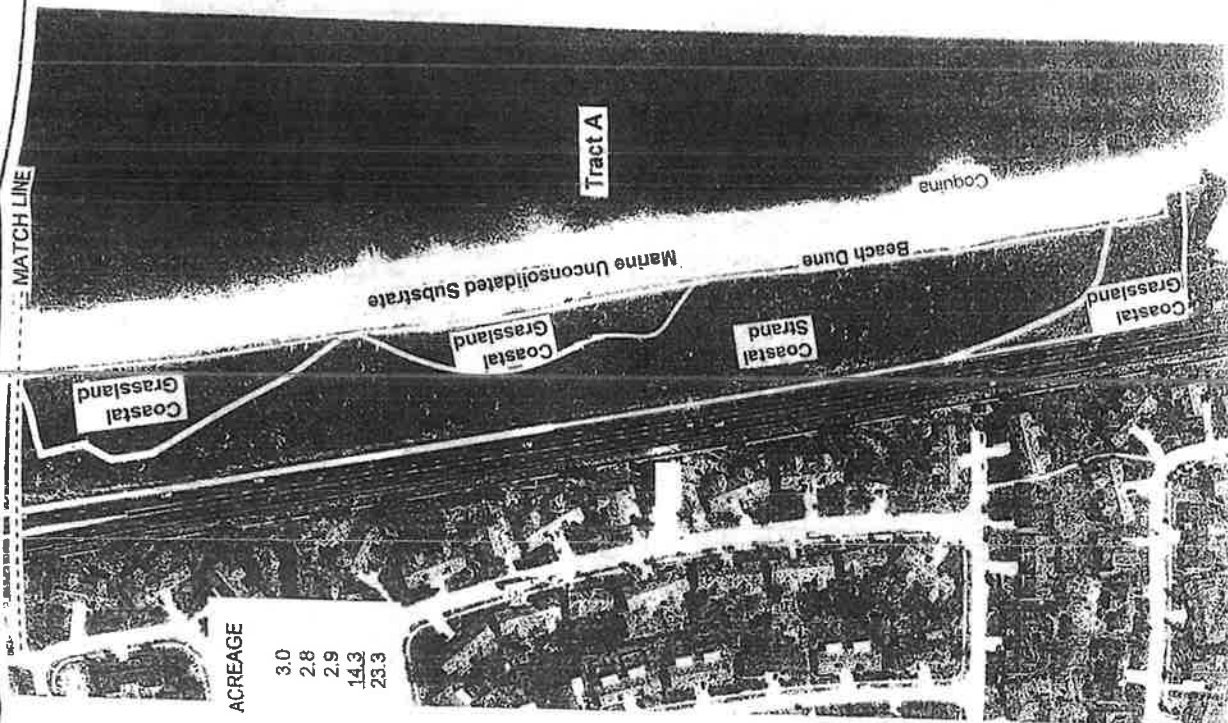 MATCH LINE
Tract A
Coquina
Marine Unconsolidated Substrate
Beach Dune
Coastal
Grassland
Coastal
Grassland
Coastal
Strand
Coastal
Grassland
ACREAGE
3.0
2.8
2.9
14.3
23.3